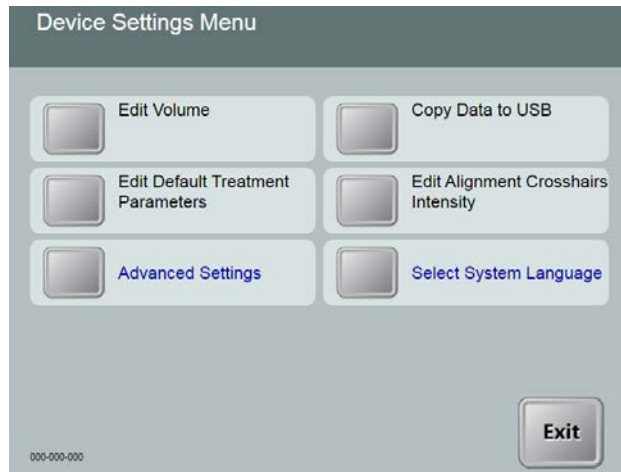 Device Settings Menu
Edit Volume
Copy Data to USB
Edit Default Treatment
Parameters
Edit Alignment Crosshairs
Intensity
Advanced Settings
Select System Language
Exit
000-000-000